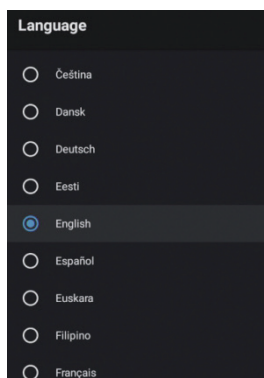 Language
Čeština
Dansk
Deutsch
Eesti
English
Español
Euskara
Filipino
Français